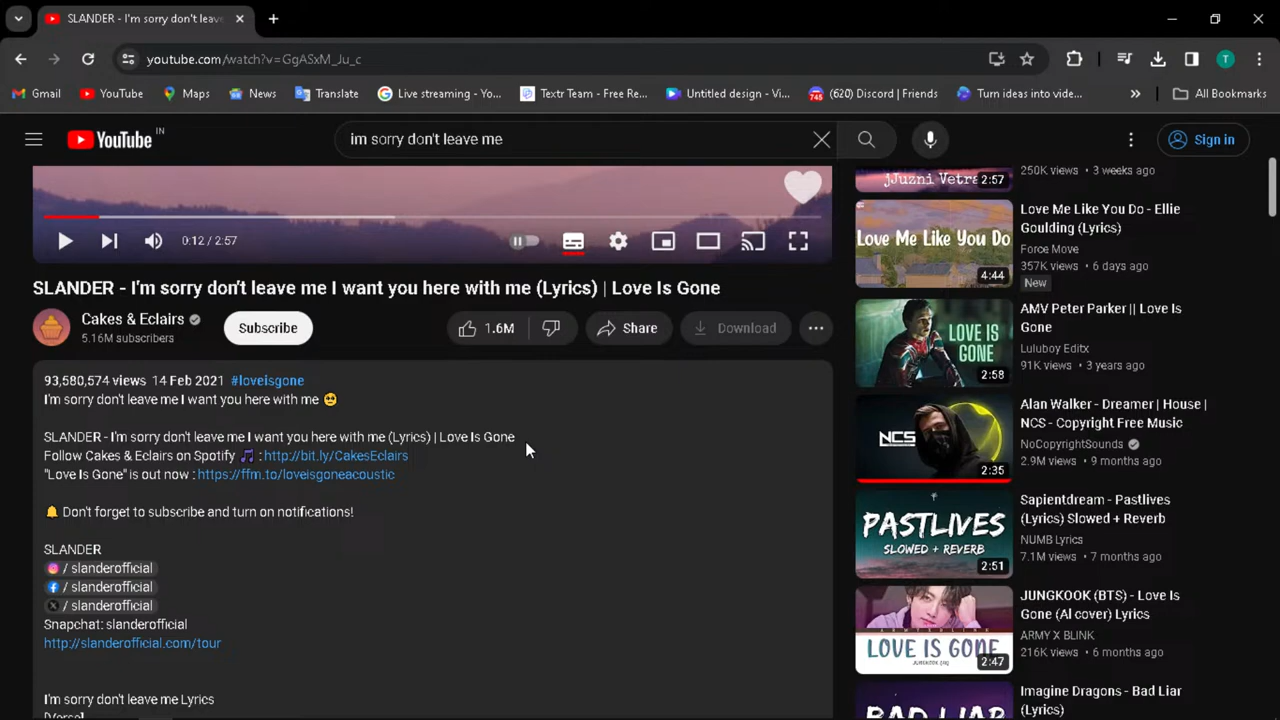 SLANDER - I'm sorry don't leave
youtube.com/watch?v=GgASxM_Ju_c
T
Gmail
YouTube
Maps
News
Translate
Live streaming - Yo...
Textr Team - Free Re...
Untitled design - Vi...
745
(620) Discord | Friends
Turn ideas into vide...
All Bookmarks
YouTube IN
im sorry don't leave me
Sign in
0:12 / 2:57
SLANDER - I'm sorry don't leave me I want you here with me (Lyrics) | Love Is Gone
Cakes & Eclairs
5.16M subscribers
Subscribe
1.6M
Share
Download
93,580,574 views 14 Feb 2021 #loveisgone
I'm sorry don't leave me I want you here with me 🥺
SLANDER - I'm sorry don't leave me I want you here with me (Lyrics) | Love Is Gone
Follow Cakes & Eclairs on Spotify 🎵 : http://bit.ly/CakesEclairs
"Love Is Gone" is out now : https://ffm.to/loveisgoneacoustic
🔔 Don't forget to subscribe and turn on notifications!
SLANDER
/ slanderofficial
/ slanderofficial
/ slanderofficial
Snapchat: slanderofficial
http://slanderofficial.com/tour
I'm sorry don't leave me Lyrics
[Verse]
jJuzni Vetra
2:57
250K views • 3 weeks ago
Love Me Like You Do
4:44
Love Me Like You Do - Ellie
Goulding (Lyrics)
Force Move
357K views • 6 days ago
New
LOVE IS
GONE
2:58
AMV Peter Parker || Love Is
Gone
Luluboy Editx
91K views • 3 years ago
NCS
2:35
Alan Walker - Dreamer | House |
NCS - Copyright Free Music
NoCopyrightSounds
2.9M views • 9 months ago
PASTLIVES
SLOWED + REVERB
2:51
Sapientdream - Pastlives
(Lyrics) Slowed + Reverb
NUMB Lyrics
7.1M views • 7 months ago
LOVE IS GONE
2:47
JUNGKOOK (BTS) - Love Is
Gone (AI cover) Lyrics
ARMY X BLINK
216K views • 6 months ago
BAD LIAR
Imagine Dragons - Bad Liar
(Lyrics)